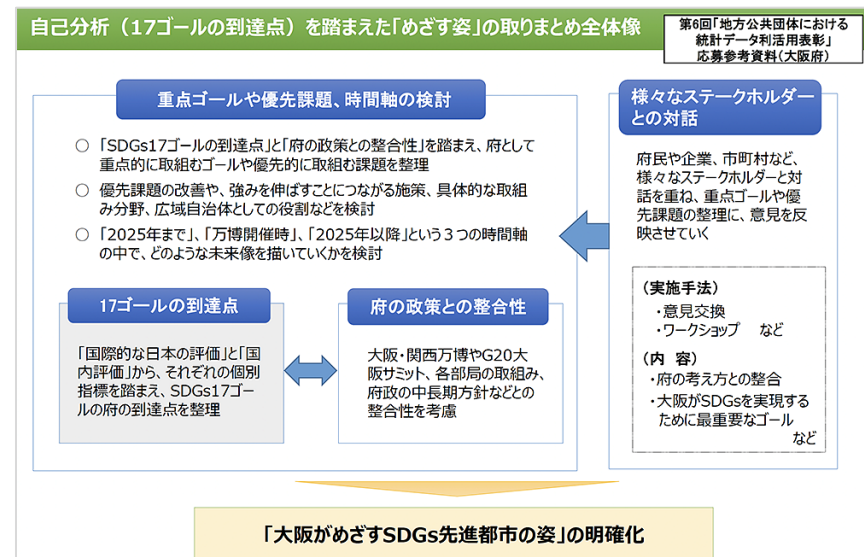 自己分析（17ゴールの到達点）を踏まえた「めざす姿」の取りまとめ全体像
第6回「地方公共団体における
統計データ利活用表彰」
応募参考資料（大阪府）
重点ゴールや優先課題、時間軸の検討
○ 「SDGs17ゴールの到達点」と「府の政策との整合性」を踏まえ、府として
重点的に取組むゴールや優先的に取組む課題を整理
○ 優先課題の改善や、強みを伸ばすことにつながる施策、具体的な取組
み分野、広域自治体としての役割などを検討
○ 「2025年まで」、「万博開催時」、「2025年以降」という３つの時間軸
の中で、どのような未来像を描いていくかを検討
17ゴールの到達点
「国際的な日本の評価」と「国
内評価」から、それぞれの個別
指標を踏まえ、SDGs17ゴー
ルの府の到達点を整理
府の政策との整合性
大阪・関西万博やG20大
阪サミット、各部局の取組み、
府政の中長期方針などとの
整合性を考慮
様々なステークホルダー
との対話
府民や企業、市町村など、
様々なステークホルダーと対
話を重ね、重点ゴールや優
先課題の整理に、意見を反
映させていく
（実施手法）
・意見交換
・ワークショップ など
（内 容）
・府の考え方との整合
・大阪がSDGsを実現する
ために最重要なゴール
など
「大阪がめざすSDGs先進都市の姿」の明確化